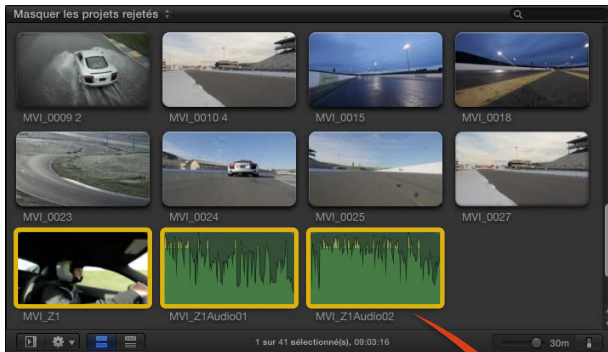 Masquer les projets rejetés
MVI_0009 2
MVI_0010 4
MVI_0015
MVI_0018
MVI_0023
MVI_0024
MVI_0025
MVI_0027
MVI_Z1
MVI_Z1Audio01
MVI_Z1Audio02
1 sur 41 sélectionné(s), 09:03:16
30m